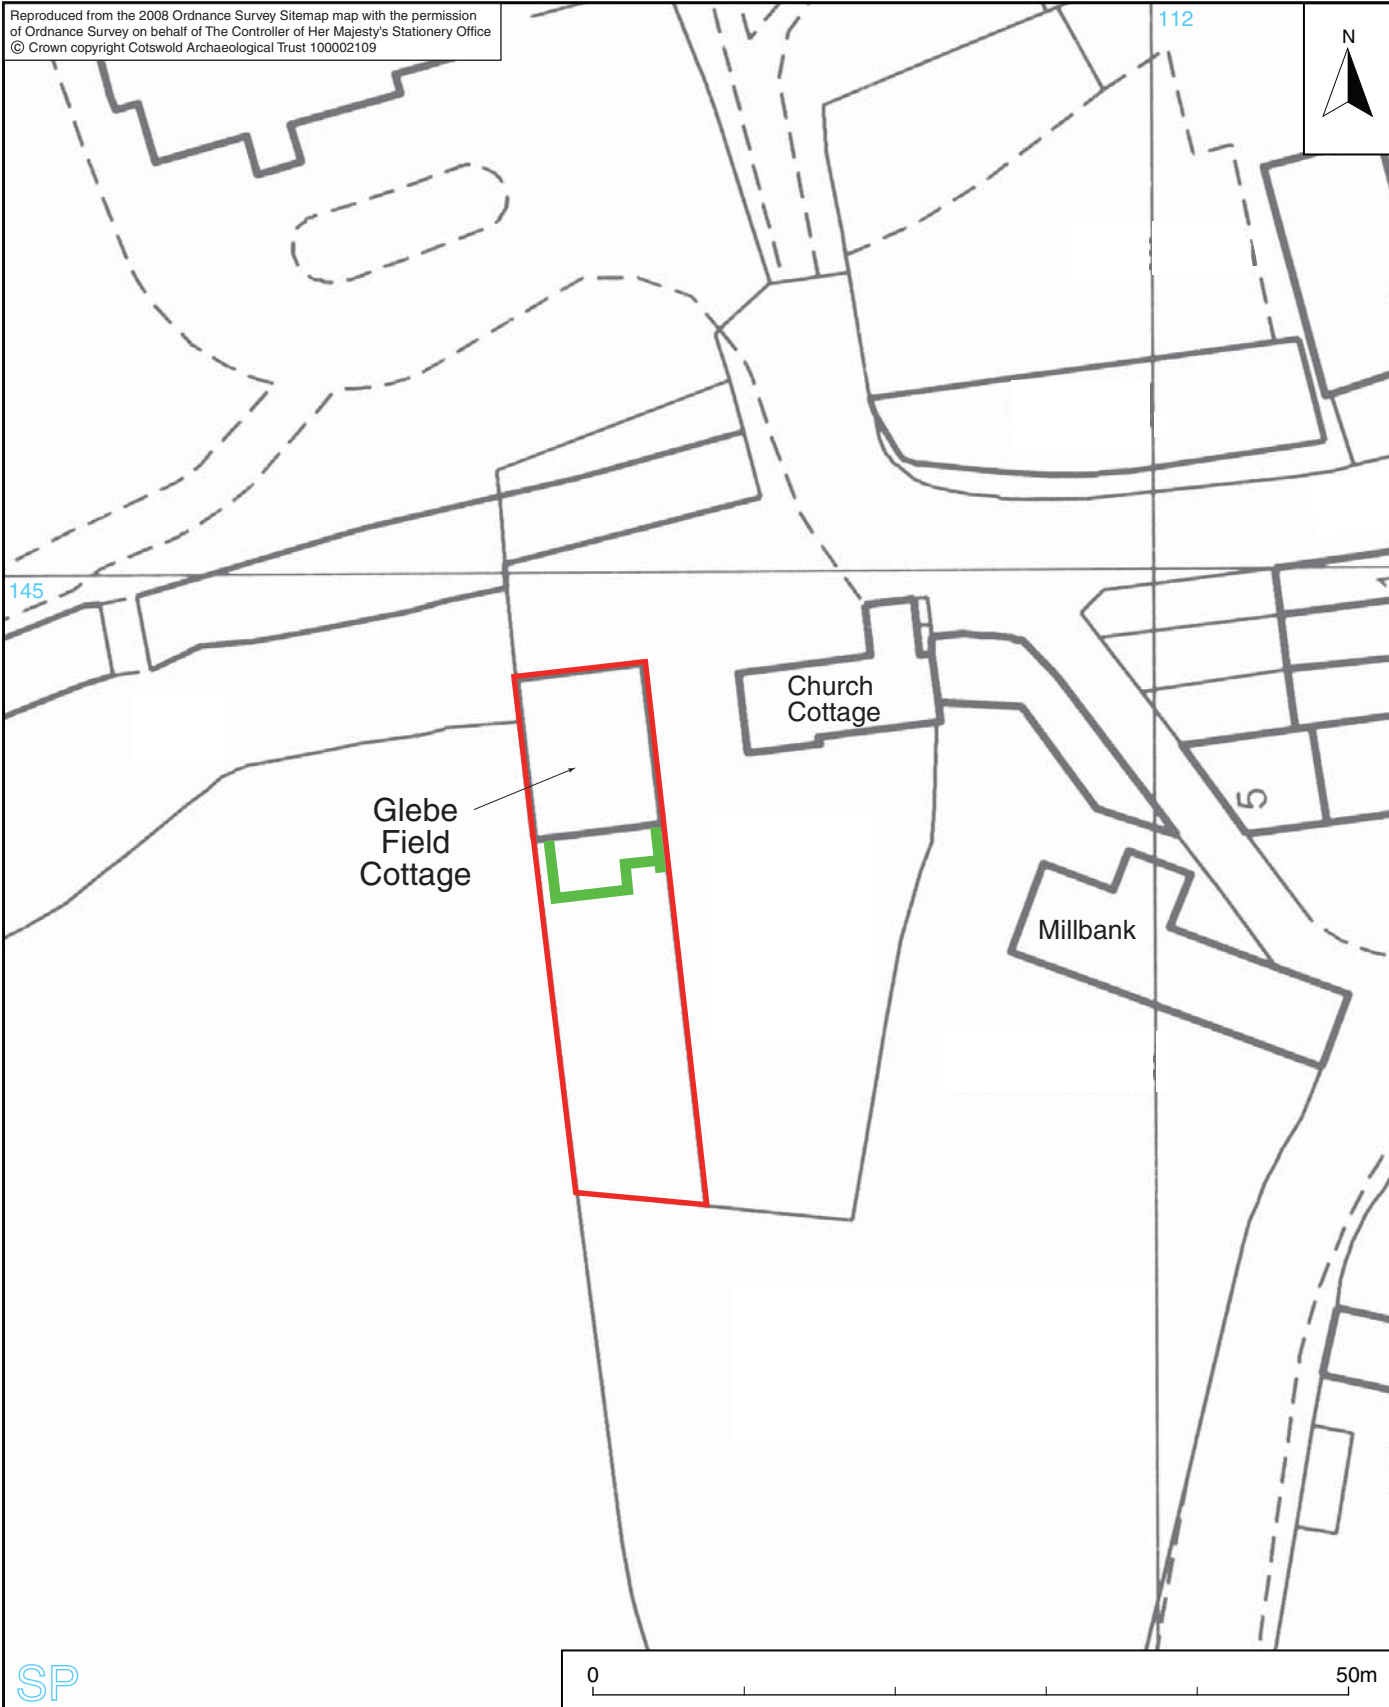 Reproduced from the 2008 Ordnance Survey Sitemap map with the permission
of Ordnance Survey on behalf of The Controller of Her Majesty's Stationery Office
© Crown copyright Cotswold Archaeological Trust 100002109
112
N
145
Church
Cottage
1
5
Glebe
Field
Cottage
Millbank
SP
0
50m